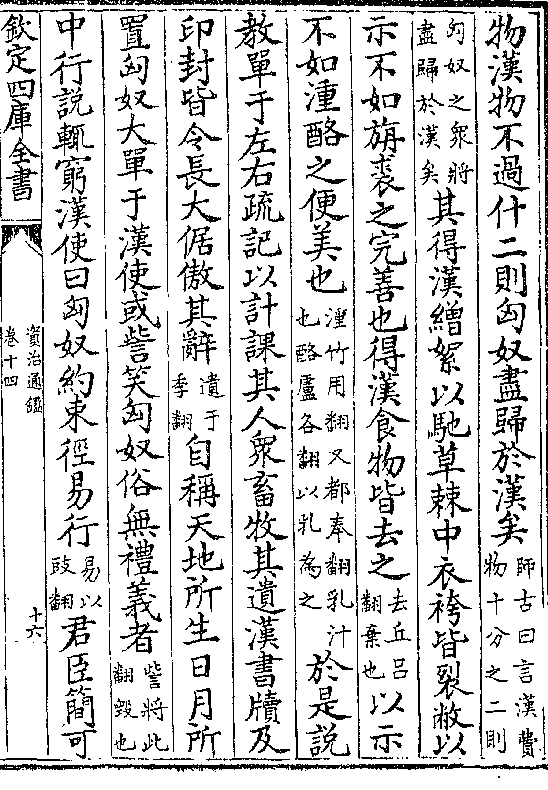 物漢物不過什二則匈奴盡歸於漢矣師古曰言漢費物十分之二則
匈奴之衆將盡歸於漢矣其得漢繒絮以馳草棘中衣袴皆裂敝以
示不如旃裘之完善也得漢食物皆去之去丘呂翻棄也以示
不如湩酪之便美也湩竹用翻又都奉翻乳汁也酪盧各翻以乳為之於是說
教單于左右疏記以計課其人衆畜牧其遺漢書牘及
印封皆令長大倨傲其辭遺于季翻自稱天地所生日月所
置匈奴大單于漢使或訾笑匈奴俗無禮義者訾將此翻毀也
中行說輒窮漢使曰匈奴約束徑易行易以豉翻君臣簡可
欽定四庫全書
資治通鑑
卷十四
十六